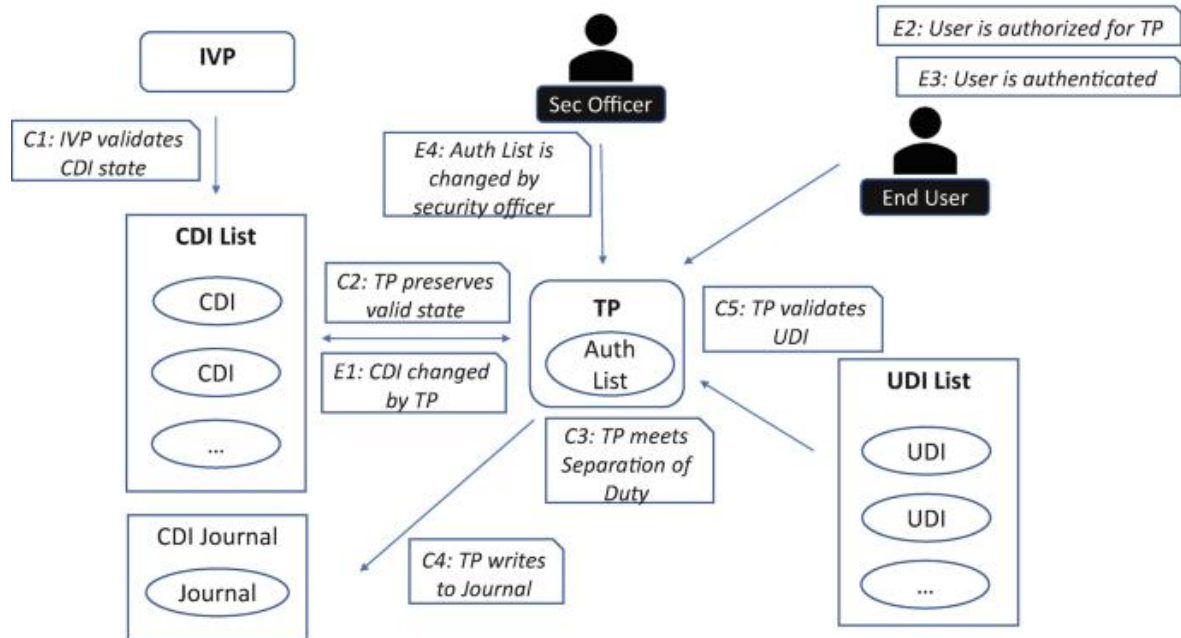 IVP
C1: IVP validates
CDI state
CDI List
CDI
CDI
...
CDI Journal
Journal
Sec Officer
E4: Auth List is
changed by
security officer
C2: TP preserves
valid state
E1: CDI changed
by TP
TP
Auth
List
C3: TP meets
Separation of
Duty
C4: TP writes
to Journal
E2: User is authorized for TP
E3: User is authenticated
End User
C5: TP validates
UDI
UDI List
UDI
UDI
...